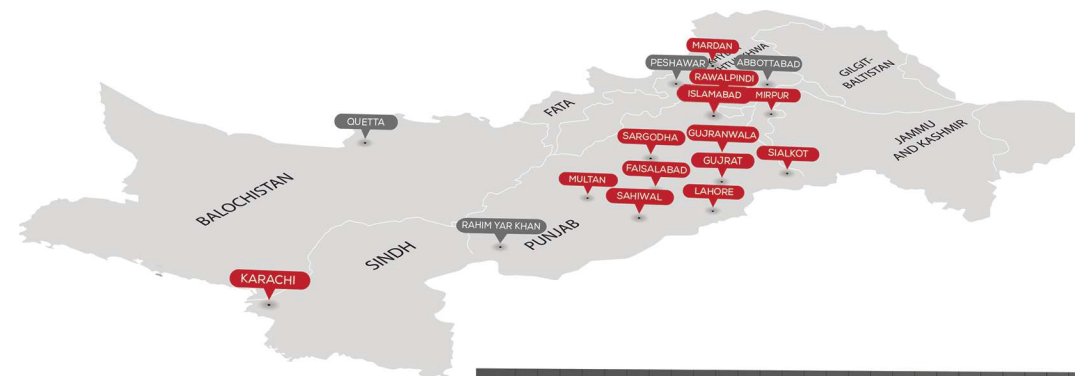 MARDAN
PESHAWAR
ABBOTTABAD
RAWALPINDI
ISLAMABAD
MIRPUR
GILGIT-
BALTISTAN
FATA
QUETTA
JAMMU
AND KASHMIR
SARGODHA
GUJRANWALA
SIALKOT
GUJRAT
FAISALABAD
MULTAN
SAHIWAL
LAHORE
BALOCHISTAN
RAHIM YAR KHAN
PUNJAB
SINDH
KARACHI